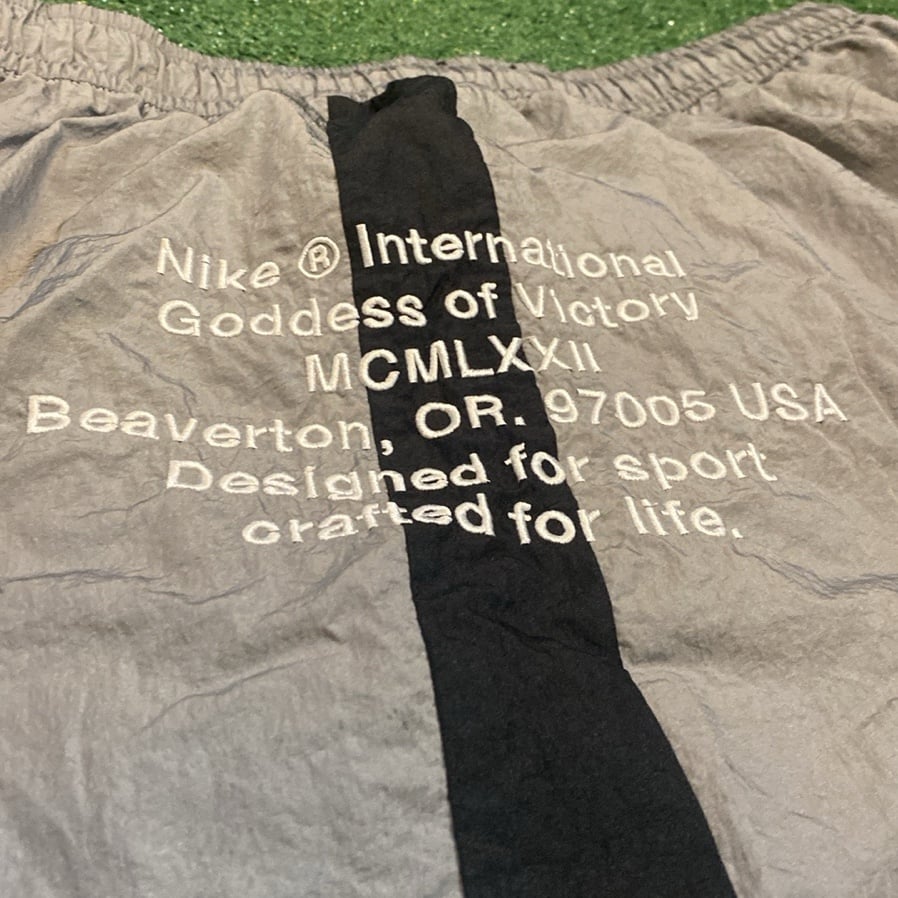 Nike ® International
Goddess of Victory
MCMLXXII
Beaverton, OR. 97005 USA
Designed for sport
crafted for life.